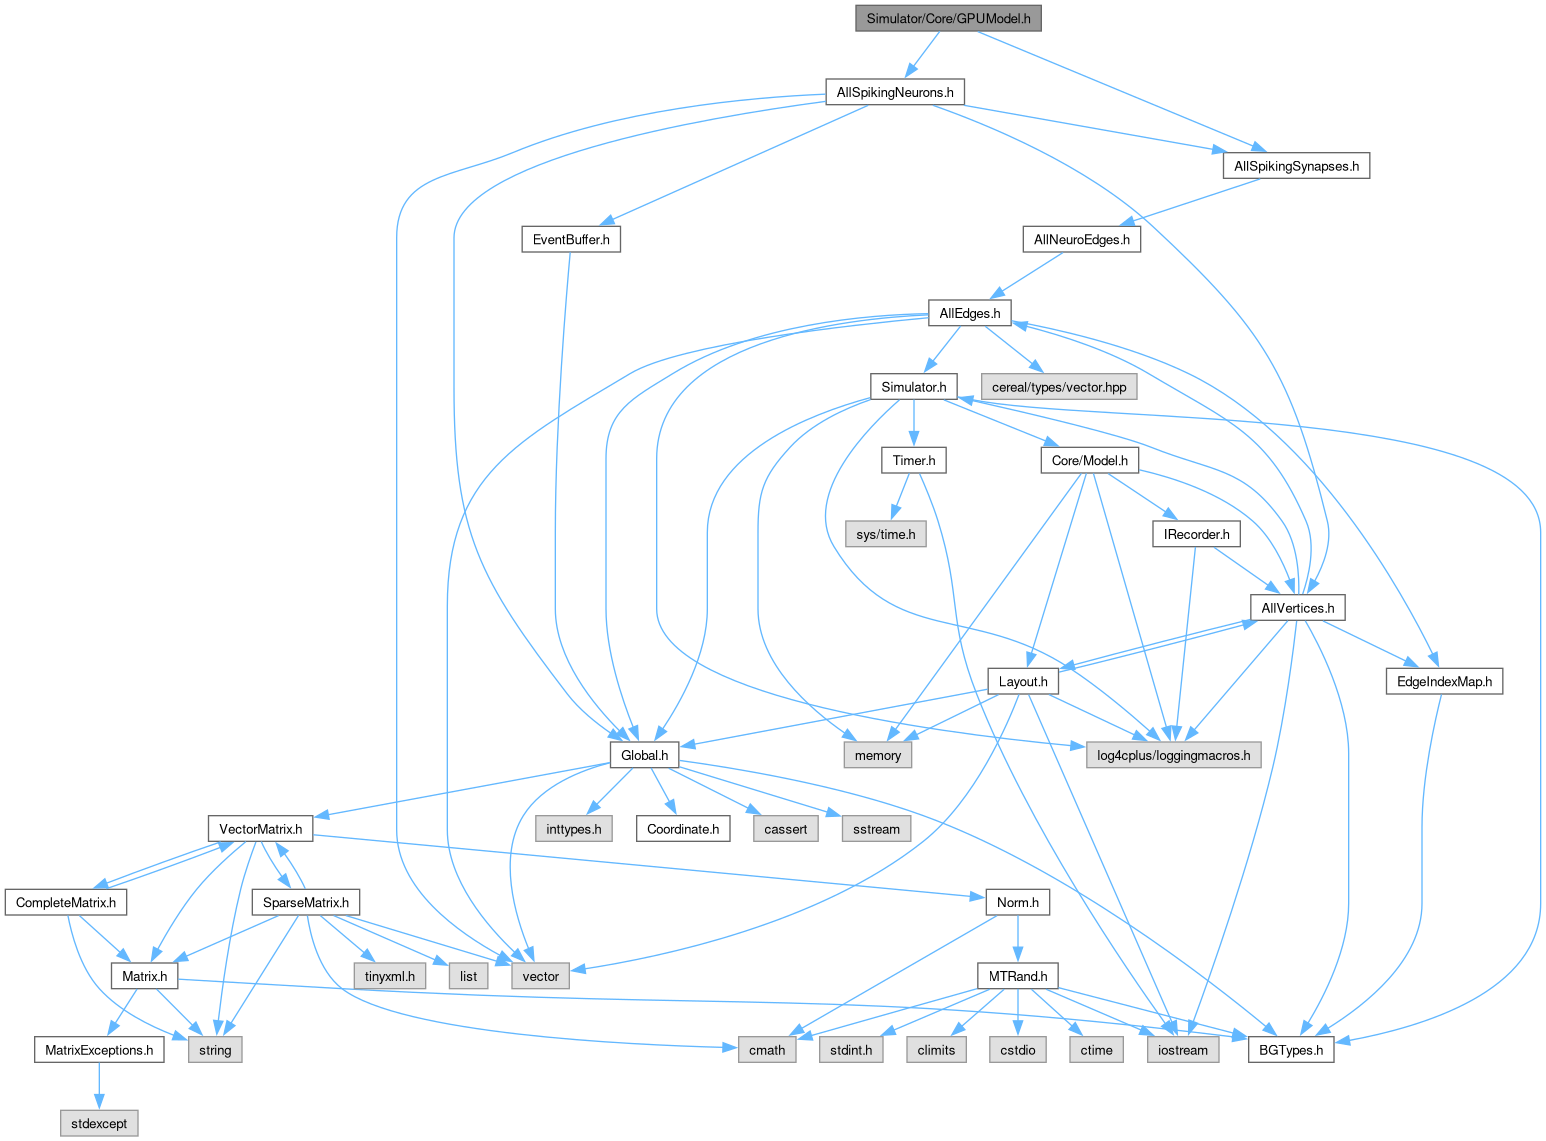 Simulator/Core/GPUModel.h
AllSpikingNeurons.h
AllSpikingSynapses.h
EventBuffer.h
AllNeuroEdges.h
AllEdges.h
Simulator.h
cereal/types/vector.hpp
Timer.h
Core/Model.h
sys/time.h
IRecorder.h
AllVertices.h
Layout.h
EdgeIndexMap.h
Global.h
memory
log4cplus/loggingmacros.h
VectorMatrix.h
inttypes.h
Coordinate.h
cassert
sstream
CompleteMatrix.h
SparseMatrix.h
Norm.h
Matrix.h
tinyxml.h
list
vector
MTRand.h
MatrixExceptions.h
string
cmath
stdint.h
climits
cstdio
ctime
iostream
BGTypes.h
stdexcept